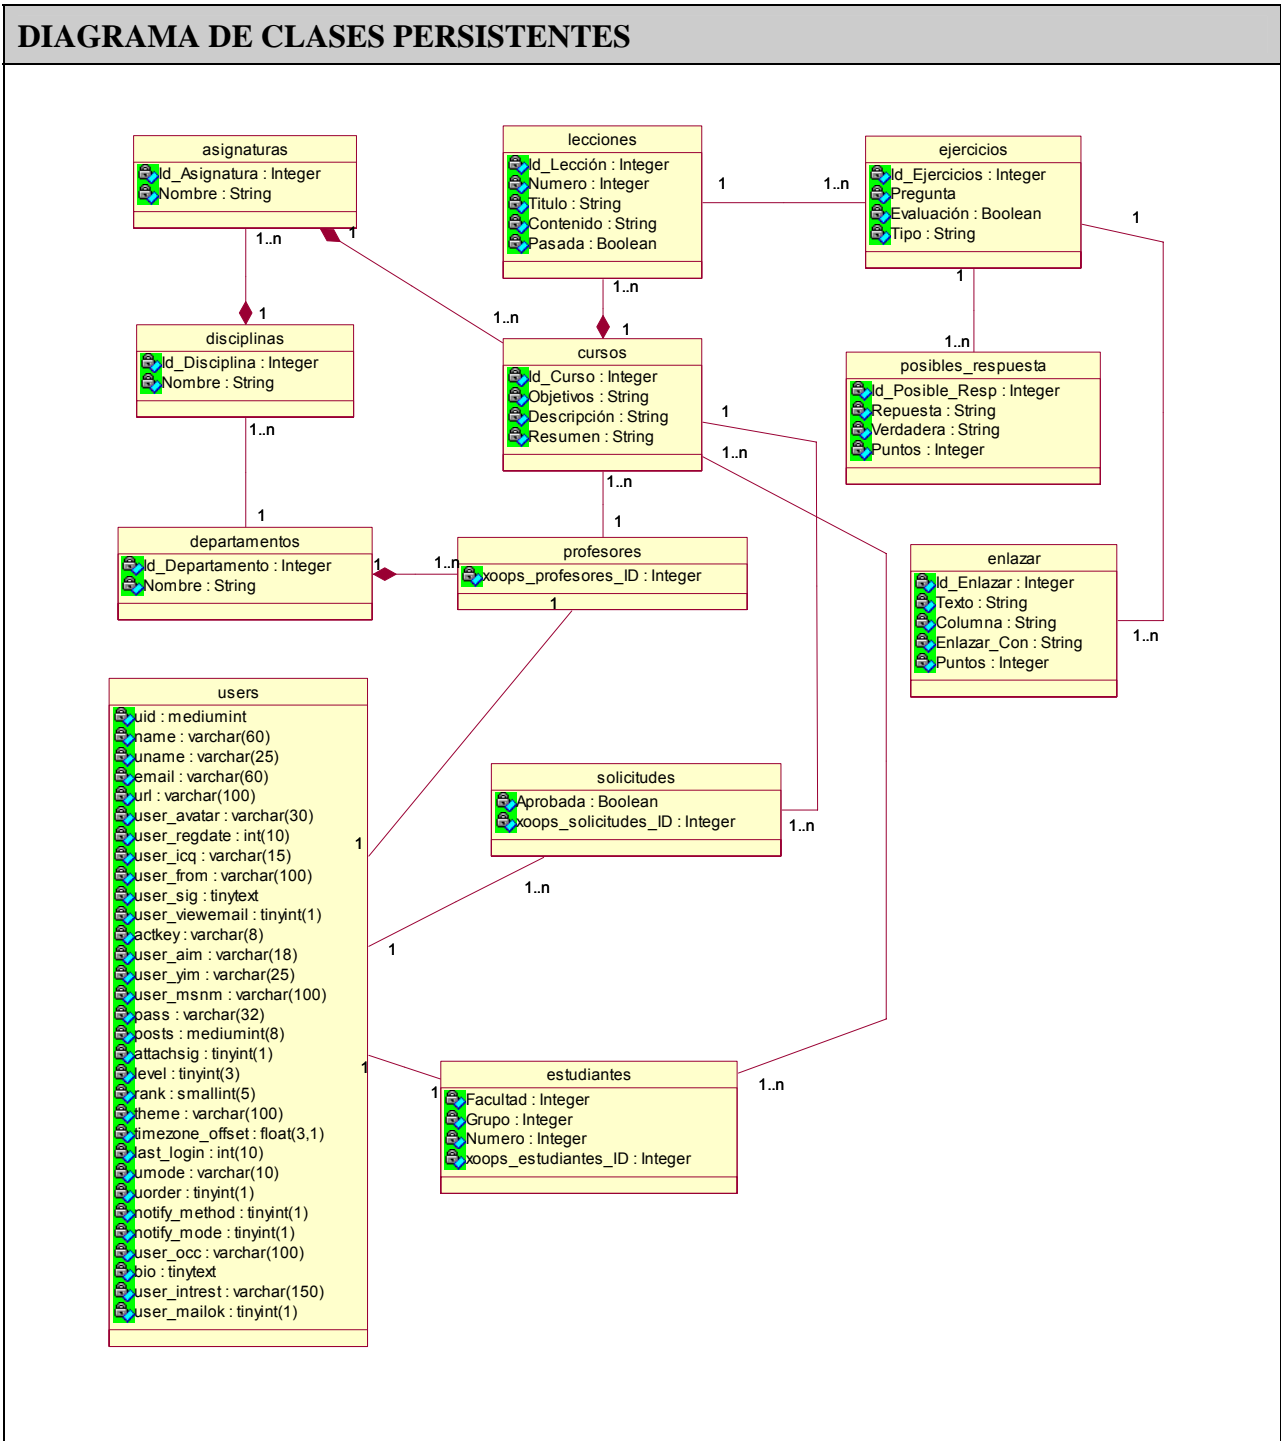 DIAGRAMA DE CLASES PERSISTENTES
asignaturas
Id_Asignatura : Integer
Nombre : String
1..n
1
lecciones
Id_Lección : Integer
Numero : Integer
Titulo : String
Contenido : String
Pasada : Boolean
1
1..n
1..n
ejercicios
Id_Ejercicios : Integer
Pregunta
Evaluación : Boolean
Tipo : String
1
1
1
1..n
1
1..n
disciplinas
Id_Disciplina : Integer
Nombre : String
1..n
cursos
Id_Curso : Integer
Objetivos : String
Descripción : String
Resumen : String
1
1..n
1..n
posibles_respuesta
Id_Posible_Resp : Integer
Repuesta : String
Verdadera : String
Puntos : Integer
1
1
departamentos
Id_Departamento : Integer
Nombre : String
1
1..n
profesores
xoops_profesores_ID : Integer
1
enlazar
Id_Enlazar : Integer
Texto : String
Columna : String
Enlazar_Con : String
Puntos : Integer
1..n
users
uid : mediumint
name : varchar(60)
uname : varchar(25)
email : varchar(60)
url : varchar(100)
user_avatar : varchar(30)
user_regdate : int(10)
user_icq : varchar(15)
user_from : varchar(100)
user_sig : tinytext
user_viewemail : tinyint(1)
actkey : varchar(8)
user_aim : varchar(18)
user_yim : varchar(25)
user_msnm : varchar(100)
pass : varchar(32)
posts : mediumint(8)
attachsig : tinyint(1)
level : tinyint(3)
rank : smallint(5)
theme : varchar(100)
timezone_offset : float(3,1)
last_login : int(10)
umode : varchar(10)
uorder : tinyint(1)
notify_method : tinyint(1)
notify_mode : tinyint(1)
user_occ : varchar(100)
bio : tinytext
user_intrest : varchar(150)
user_mailok : tinyint(1)
1
1
1
solicitudes
Aprobada : Boolean
xoops_solicitudes_ID : Integer
1..n
1..n
estudiantes
Facultad : Integer
Grupo : Integer
Numero : Integer
xoops_estudiantes_ID : Integer
1
1..n